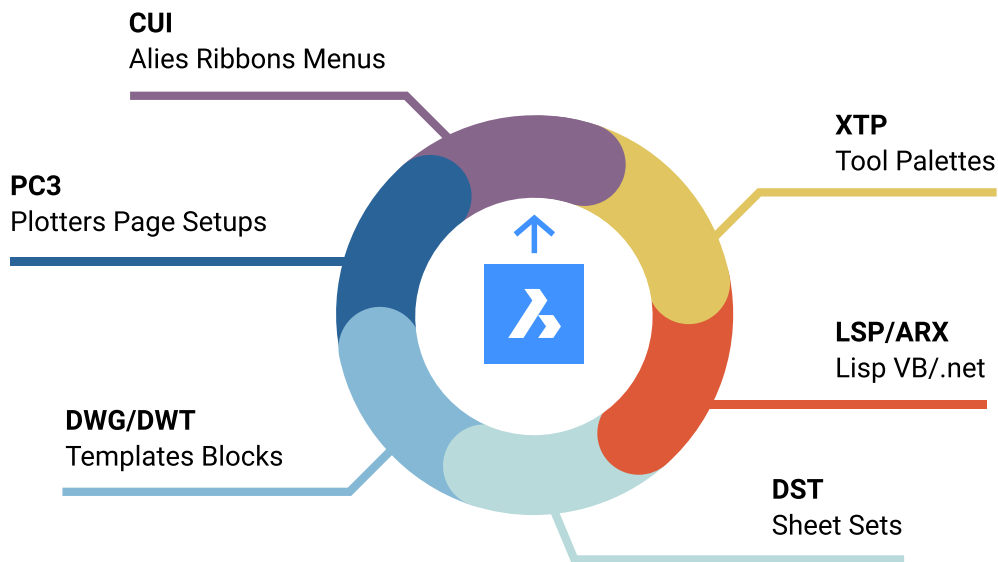 CUI
Alies Ribbons Menus
XTP
Tool Palettes
PC3
Plotters Page Setups
LSP/ARX
Lisp VB/.net
DWG/DWT
Templates Blocks
DST
Sheet Sets